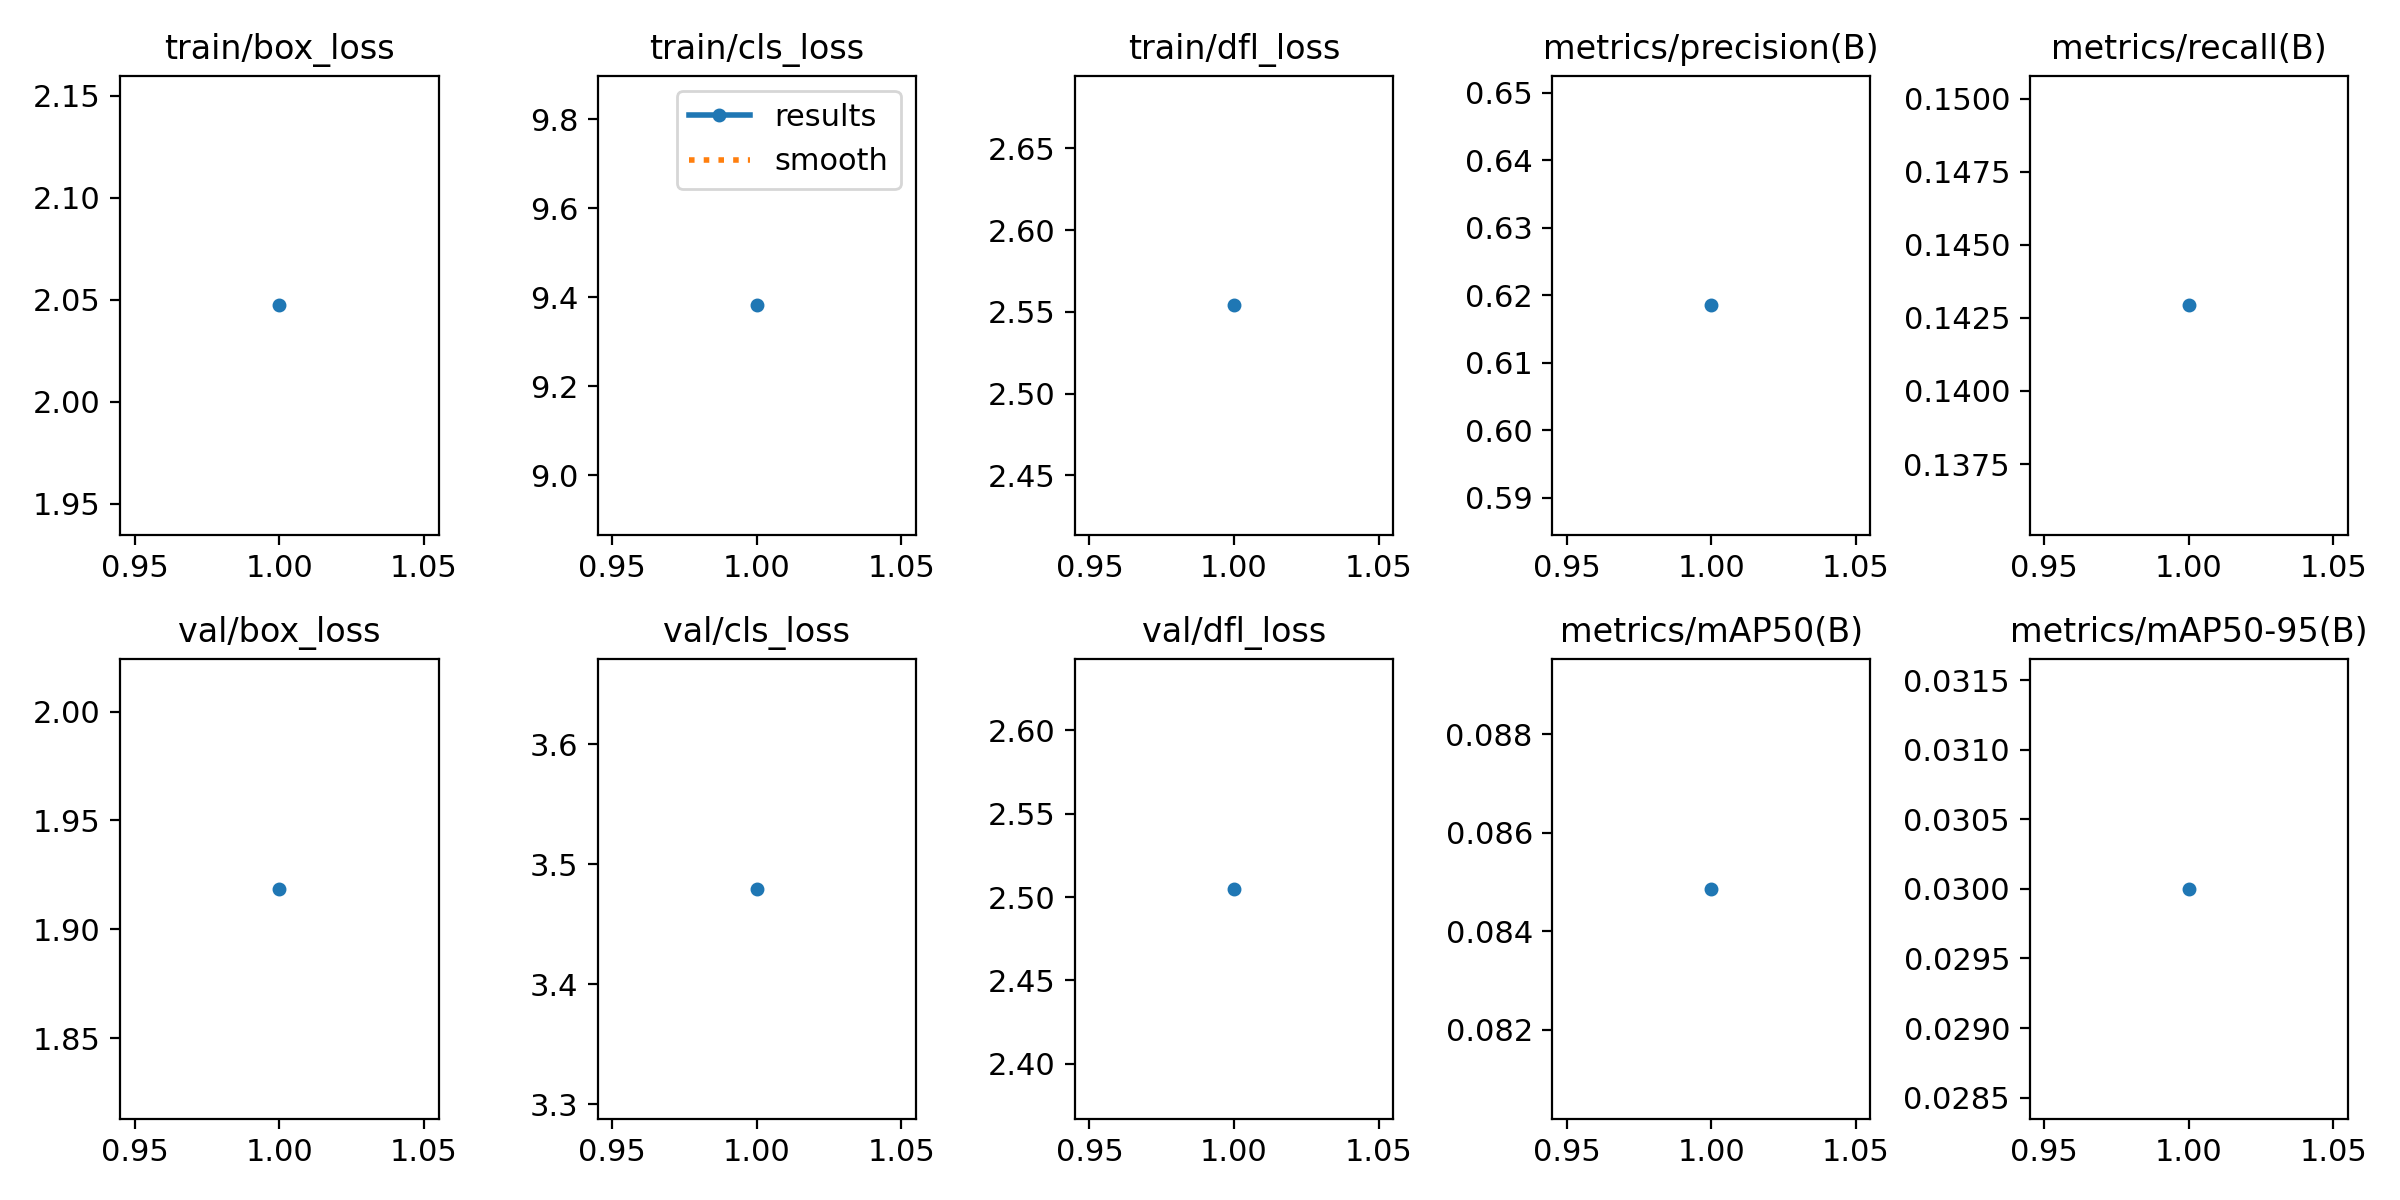 train/box_loss
train/cls_loss
train/dfl_loss
metrics/precision(B)
metrics/recall(B)
2.15
2.10
2.05
2.00
1.95
0.95 1.00 1.05
9.8
9.6
9.4
9.2
9.0
results
smooth
0.95 1.00 1.05
2.65
2.60
2.55
2.50
2.45
0.95 1.00 1.05
0.65
0.64
0.63
0.62
0.61
0.60
0.59
0.95 1.00 1.05
0.1500
0.1475
0.1450
0.1425
0.1400
0.1375
0.95 1.00 1.05
val/box_loss
val/cls_loss
val/dfl_loss
metrics/mAP50(B)
metrics/mAP50-95(B)
2.00
1.95
1.90
1.85
0.95 1.00 1.05
3.6
3.5
3.4
3.3
0.95 1.00 1.05
2.60
2.55
2.50
2.45
2.40
0.95 1.00 1.05
0.088
0.086
0.084
0.082
0.95 1.00 1.05
0.0315
0.0310
0.0305
0.0300
0.0295
0.0290
0.0285
0.95 1.00 1.05